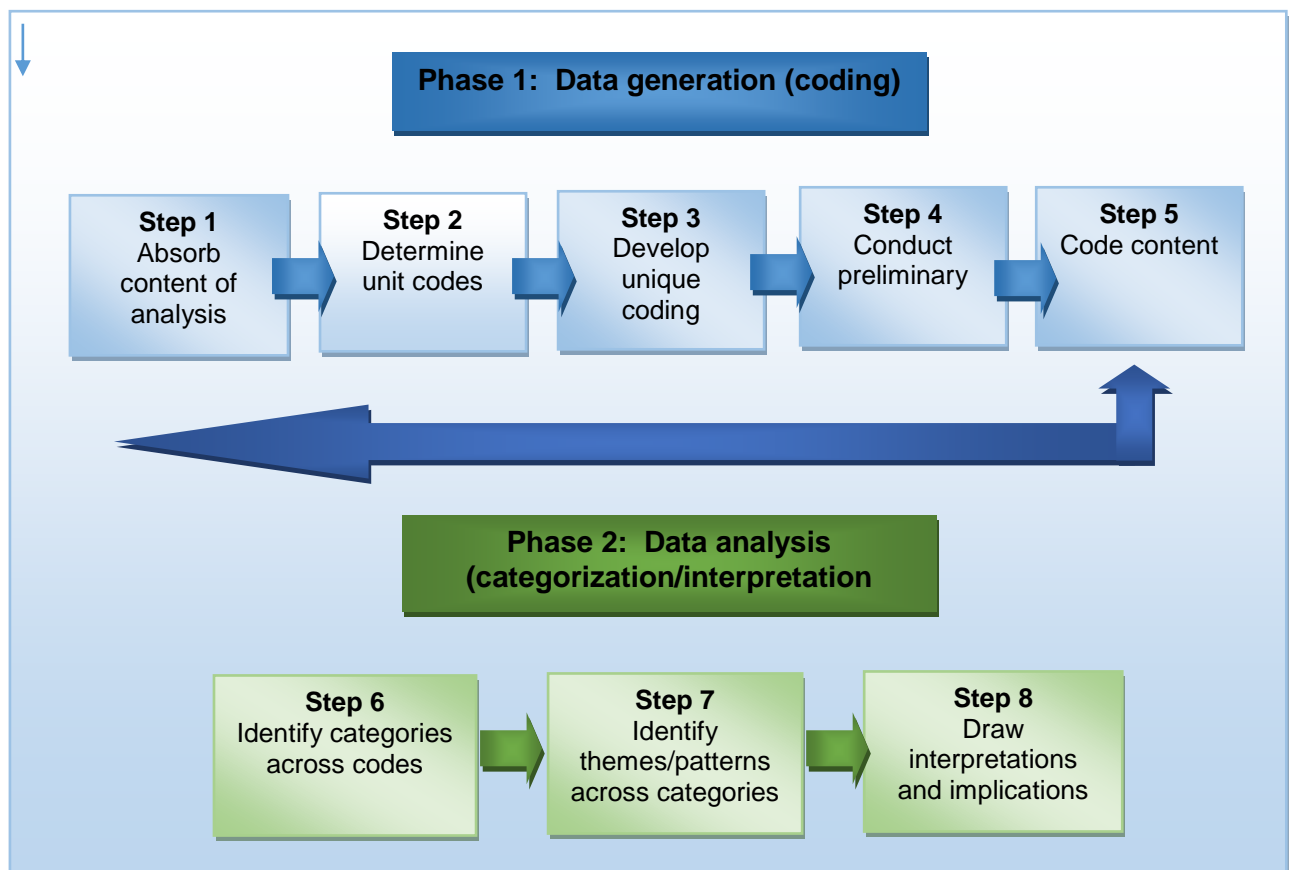 Phase 1: Data generation (coding)
Step 1
Absorb
content of
analysis
Step 2
Determine
unit codes
Step 3
Develop
unique
coding
Step 4
Conduct
preliminary
Step 5
Code content
Phase 2: Data analysis
(categorization/interpretation
Step 6
Identify categories
across codes
Step 7
Identify
themes/patterns
across categories
Step 8
Draw
interpretations
and implications